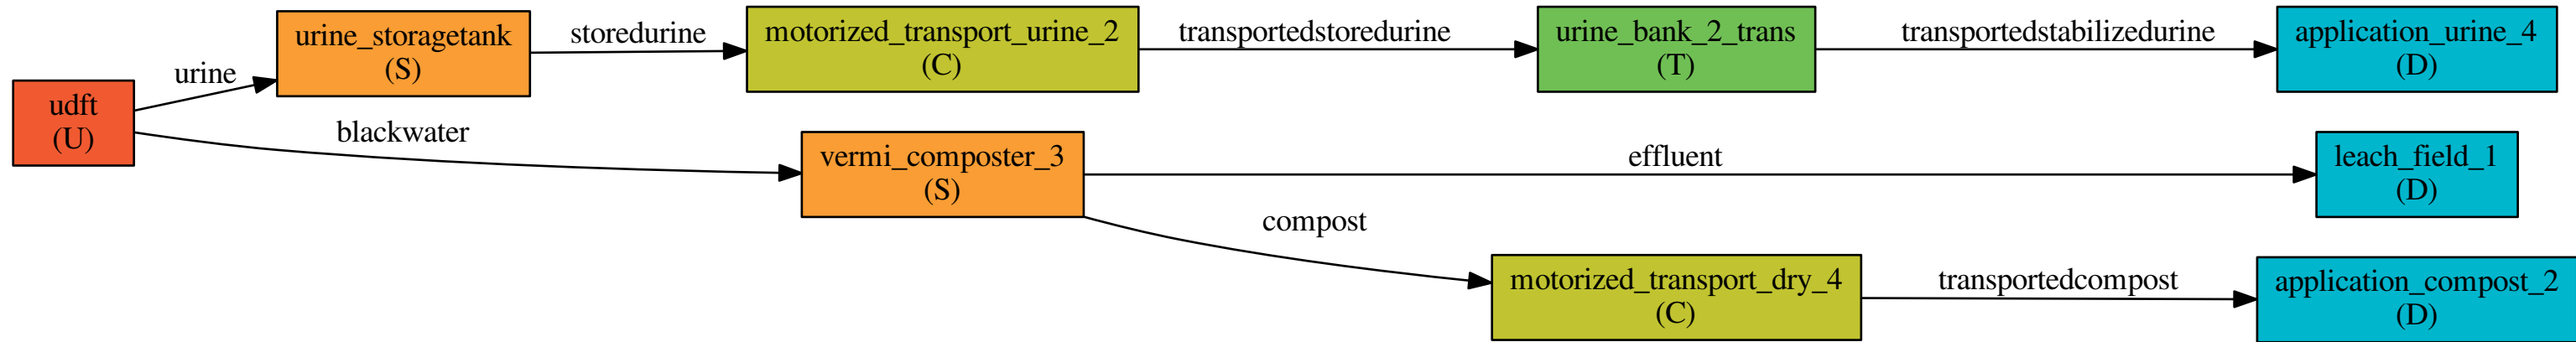 udft
(U)
urine
urine_storagetank
(S)
storedurine
motorized_transport_urine_2
(C)
transportedstoredurine
urine_bank_2_trans
(T)
transportedstabilizedurine
application_urine_4
(D)
blackwater
vermi_composter_3
(S)
effluent
leach_field_1
(D)
compost
motorized_transport_dry_4
(C)
transportedcompost
application_compost_2
(D)